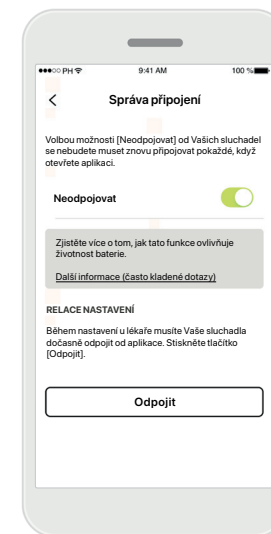 PH 9:41 AM 100 %
Správa připojení
Volbou možnosti [Neodpojovat] od Vašich sluchadel
se nebudete muset znovu připojovat pokaždé, když
otevřete aplikaci.
Neodpojovat
Zjistěte více o tom, jak tato funkce ovlivňuje
životnost baterie.
Další informace (často kladené dotazy)
RELACE NASTAVENÍ
Během nastavení u lékaře musíte Vaše sluchadla
dočasně odpojit od aplikace. Stiskněte tlačítko
[Odpojit].
Odpojit